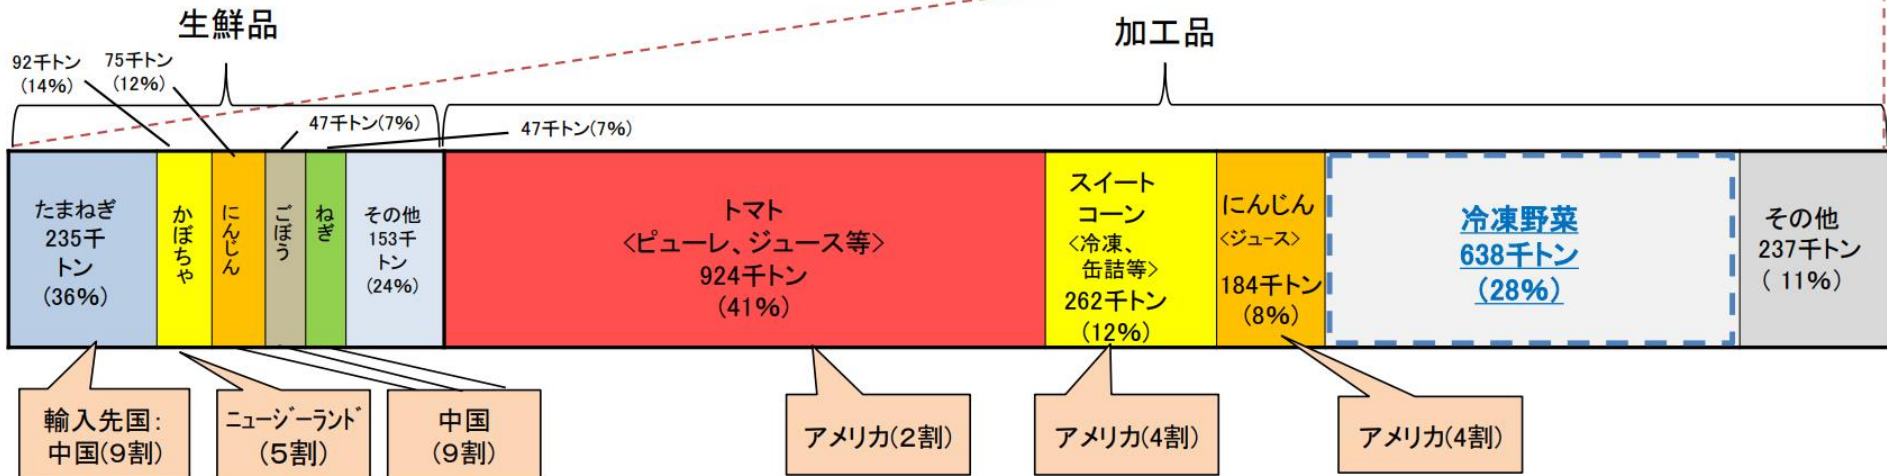 生鮮品
加工品
92千トン
(14%)
75千トン
(12%)
47千トン(7%)
47千トン(7%)
たまねぎ
235千
トン
(36%)
かぼちゃ
にんじん
ごぼう
ねぎ
その他
153千
トン
(24%)
トマト
<ピューレ、ジュース等>
924千トン
(41%)
スイート
コーン
<冷凍、
缶詰等>
262千トン
(12%)
にんじん
<ジュース>
184千トン
(8%)
冷凍野菜
638千トン
(28%)
その他
237千トン
( 11%)
輸入先国:
中国(9割)
ニュージーランド
(5割)
中国
(9割)
アメリカ(2割)
アメリカ(4割)
アメリカ(4割)